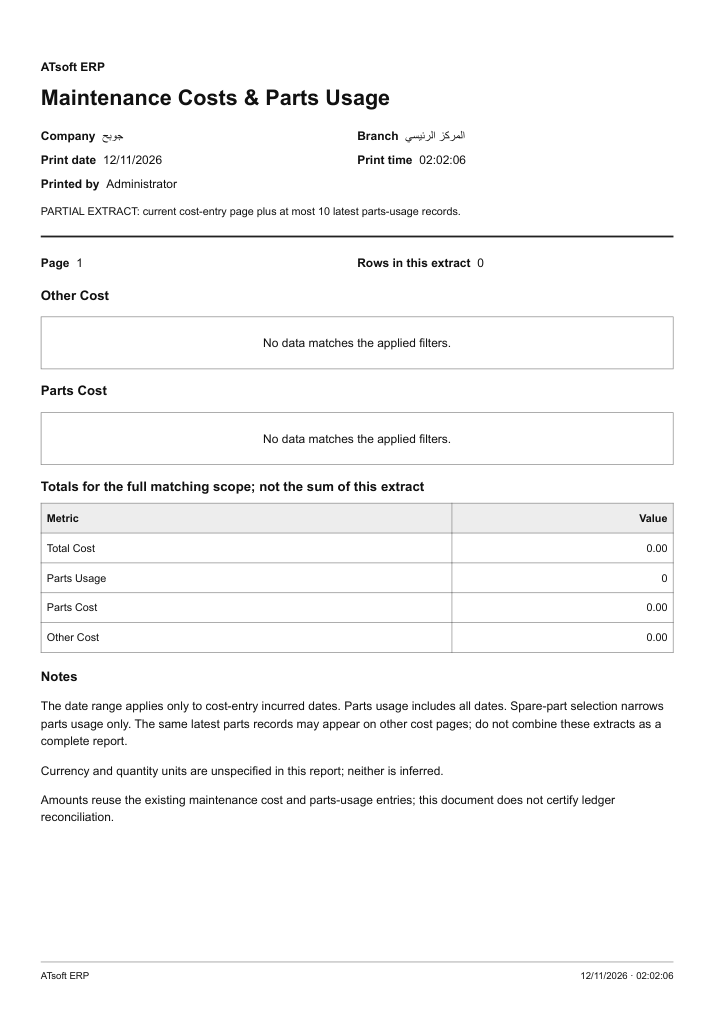 ATsoft ERP
Maintenance Costs & Parts Usage
Company جوبح
Branch المركز الرئيسي
Print date 12/11/2026
Print time 02:02:06
Printed by Administrator
PARTIAL EXTRACT: current cost-entry page plus at most 10 latest parts-usage records.
Page 1
Rows in this extract 0
Other Cost
No data matches the applied filters.
Parts Cost
No data matches the applied filters.
Totals for the full matching scope; not the sum of this extract
Metric Value
Total Cost 0.00
Parts Usage 0
Parts Cost 0.00
Other Cost 0.00
Notes
The date range applies only to cost-entry incurred dates. Parts usage includes all dates. Spare-part selection narrows
parts usage only. The same latest parts records may appear on other cost pages; do not combine these extracts as a
complete report.
Currency and quantity units are unspecified in this report; neither is inferred.
Amounts reuse the existing maintenance cost and parts-usage entries; this document does not certify ledger
reconciliation.
ATsoft ERP
12/11/2026 · 02:02:06